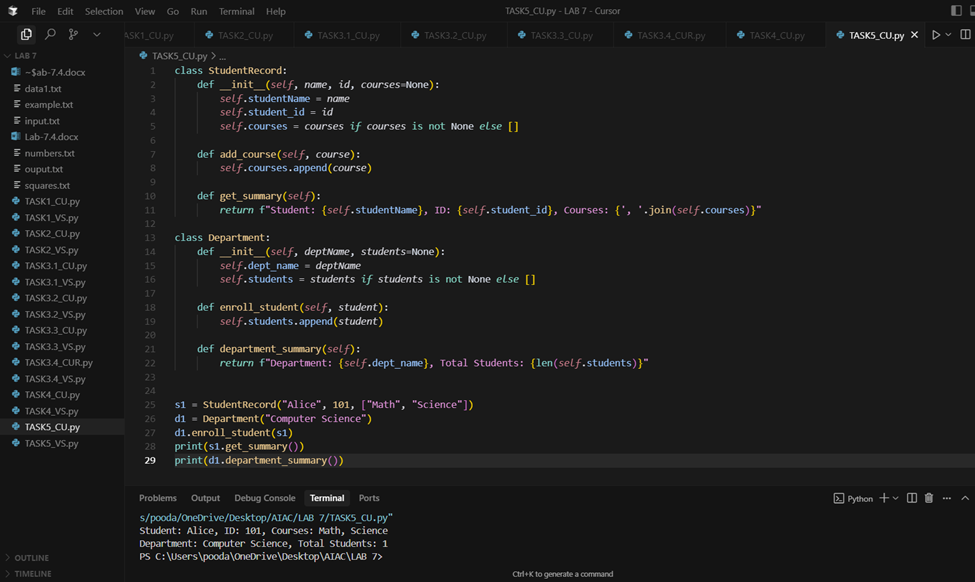 File Edit Selection View Go Run Terminal Help TASK5_CU.py - LAB 7 - Cursor
ASK1_CU.py TASK2_CU.py TASK3.1_CU.py TASK3.2_CU.py TASK3.3_CU.py TASK3.4_CUR.py TASK4_CU.py TASK5_CU.py
LAB 7
~$ab-7.4.docx
data1.txt
example.txt
input.txt
Lab-7.4.docx
numbers.txt
ouput.txt
squares.txt
TASK1_CU.py
TASK1_VS.py
TASK2_CU.py
TASK2_VS.py
TASK3.1_CU.py
TASK3.1_VS.py
TASK3.2_CU.py
TASK3.2_VS.py
TASK3.3_CU.py
TASK3.3_VS.py
TASK3.4_CUR.py
TASK3.4_VS.py
TASK4_CU.py
TASK4_VS.py
TASK5_CU.py
TASK5_VS.py
OUTLINE
TIMELINE
TASK5_CU.py > ...
1 class StudentRecord:
2     def __init__(self, name, id, courses=None):
3         self.studentName = name
4         self.student_id = id
5         self.courses = courses if courses is not None else []
6
7     def add_course(self, course):
8         self.courses.append(course)
9
10     def get_summary(self):
11         return f"Student: {self.studentName}, ID: {self.student_id}, Courses: {', '.join(self.courses)}"
12
13 class Department:
14     def __init__(self, deptName, students=None):
15         self.dept_name = deptName
16         self.students = students if students is not None else []
17
18     def enroll_student(self, student):
19         self.students.append(student)
20
21     def department_summary(self):
22         return f"Department: {self.dept_name}, Total Students: {len(self.students)}"
23
24
25 s1 = StudentRecord("Alice", 101, ["Math", "Science"])
26 d1 = Department("Computer Science")
27 d1.enroll_student(s1)
28 print(s1.get_summary())
29 print(d1.department_summary())
Problems Output Debug Console Terminal Ports Python
s/pooda/OneDrive/Desktop/AIAC/LAB 7/TASK5_CU.py"
Student: Alice, ID: 101, Courses: Math, Science
Department: Computer Science, Total Students: 1
PS C:\Users\pooda\OneDrive\Desktop\AIAC\LAB 7>
Ctrl+K to generate a command